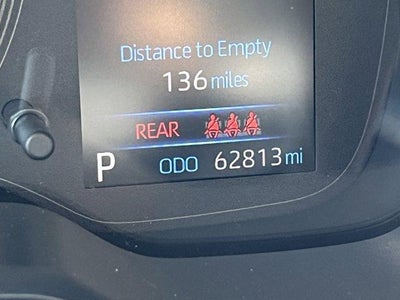 Distance to Empty
136 miles
REAR
P ODO 62813 mi